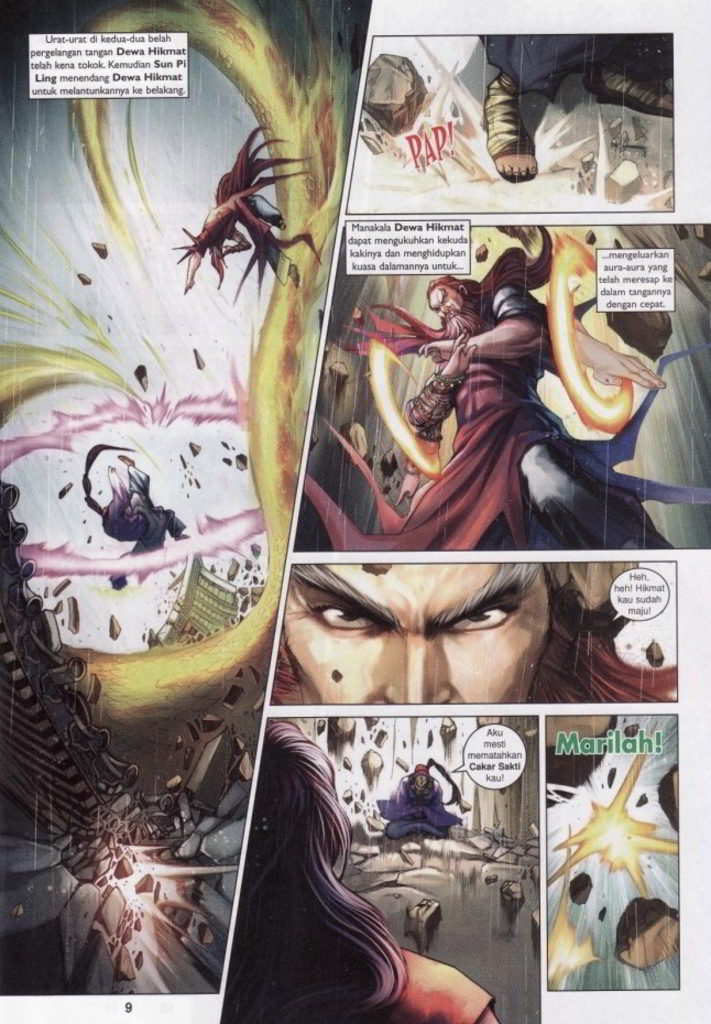 Urat-urat di kedua-dua belah
pergelangan tangan Dewa Hikmat
telah kena tokok. Kemudian Sun Pi
Ling menendang Dewa Hikmat
untuk melantunkannya ke belakang.
PAP!
Manakala Dewa Hikmat
dapat mengukuhkan kekuda
kakinya dan menghidupkan
kuasa dalamannya untuk...
...mengeluarkan
aura-aura yang
telah meresap ke
dalam tangannya
dengan cepat.
Heh,
heh! Hikmat
kau sudah
maju!
Aku
mesti
mematahkan
Cakar Sakti
kau!
Marilah!
9